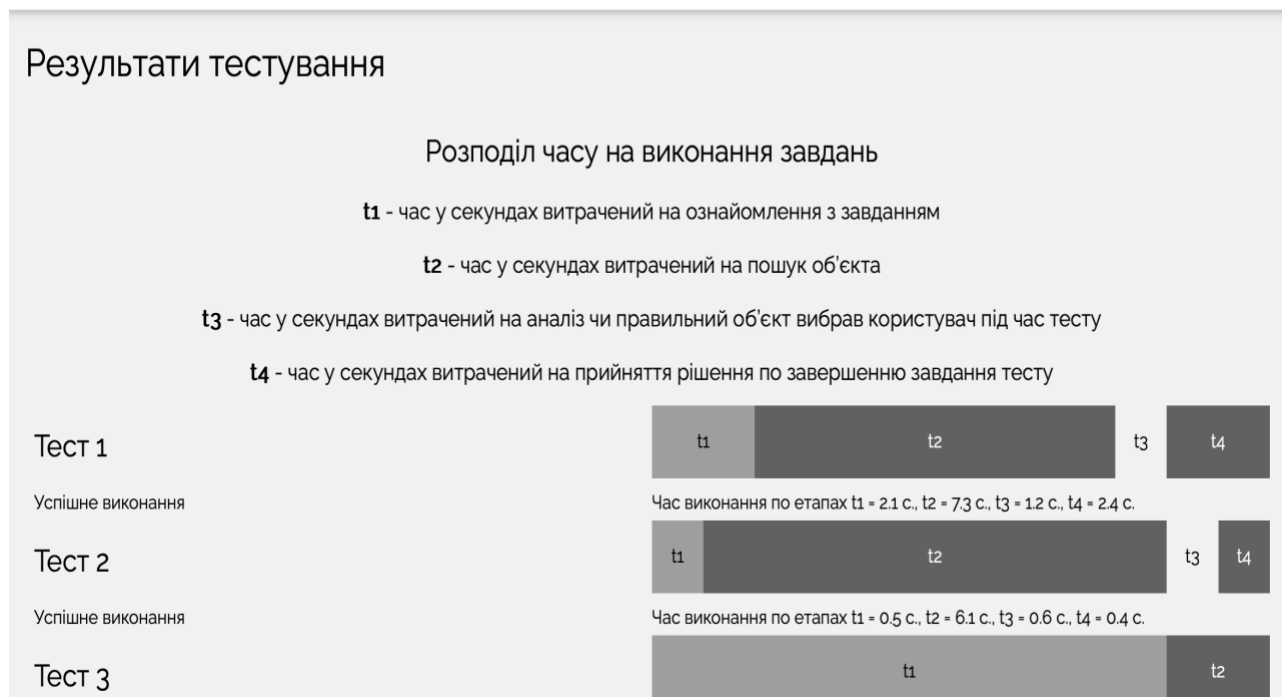 Результати тестування
Розподіл часу на виконання завдань
t1 - час у секундах витрачений на ознайомлення з завданням
t2 - час у секундах витрачений на пошук об’єкта
t3 - час у секундах витрачений на аналіз чи правильний об’єкт вибрав користувач під час тесту
t4 - час у секундах витрачений на прийняття рішення по завершенню завдання тесту
Тест 1 t1 t2 t3 t4
Успішне виконання Час виконання по етапах t1 = 2.1 с., t2 = 7.3 с., t3 = 1.2 с., t4 = 2.4 с.
Тест 2 t1 t2 t3 t4
Успішне виконання Час виконання по етапах t1 = 0.5 с., t2 = 6.1 с., t3 = 0.6 с., t4 = 0.4 с.
Тест 3 t1 t2